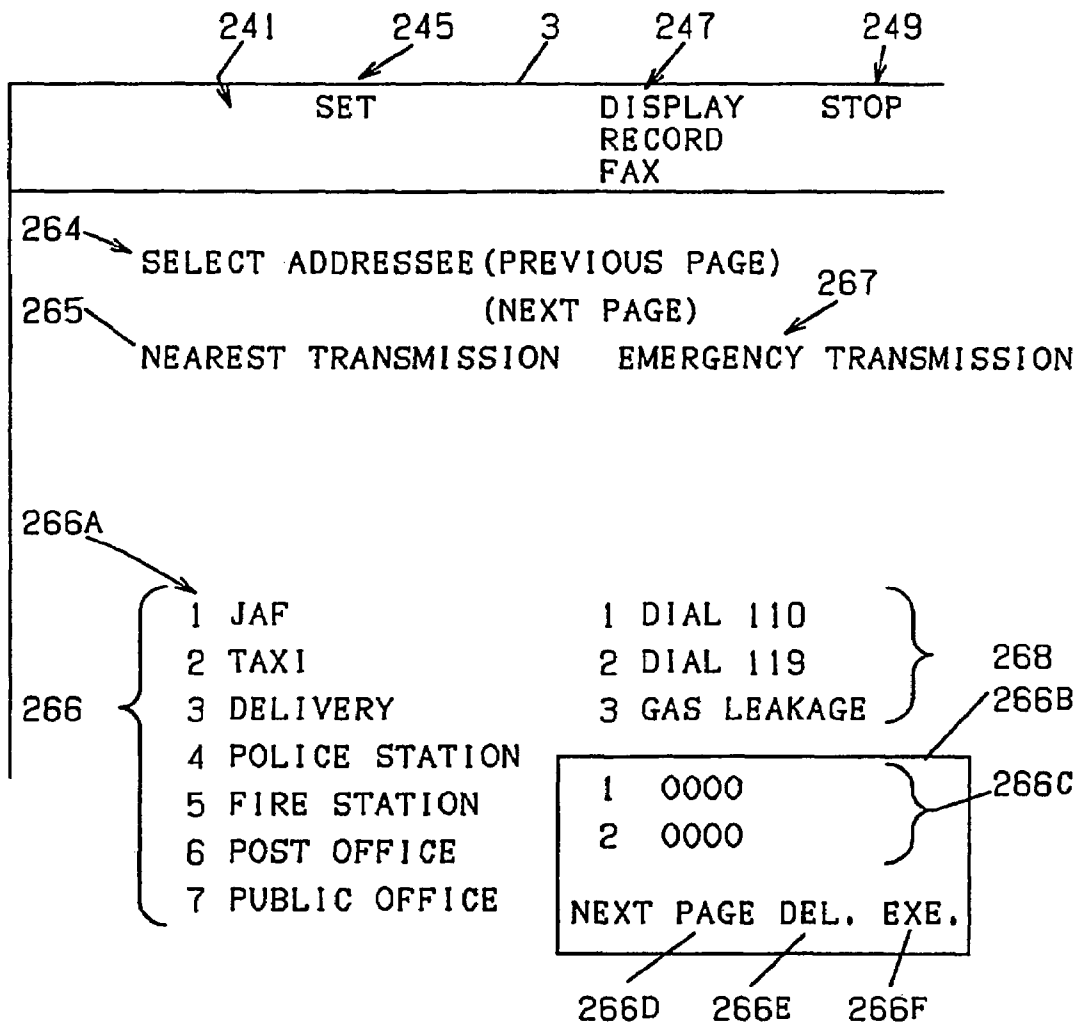 241 245 3 247 249
SET DISPLAY STOP
RECORD
FAX
264
SELECT ADDRESSEE (PREVIOUS PAGE)
265 (NEXT PAGE) 267
NEAREST TRANSMISSION EMERGENCY TRANSMISSION
266A
1 JAF 1 DIAL 110
2 TAXI 2 DIAL 119 268
266 3 DELIVERY 3 GAS LEAKAGE 266B
4 POLICE STATION
1 0000 266C
5 FIRE STATION
2 0000
6 POST OFFICE
7 PUBLIC OFFICE NEXT PAGE DEL. EXE.
266D 266E 266F